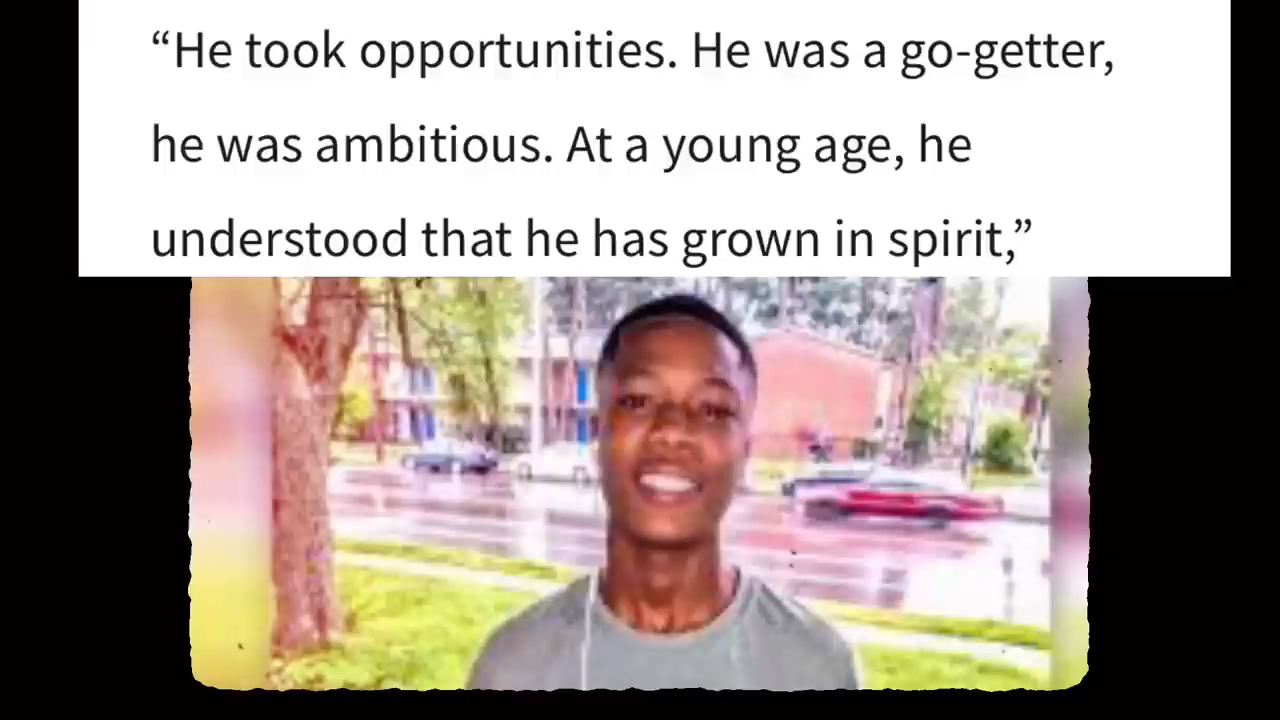 “He took opportunities. He was a go-getter,
he was ambitious. At a young age, he
understood that he has grown in spirit,”